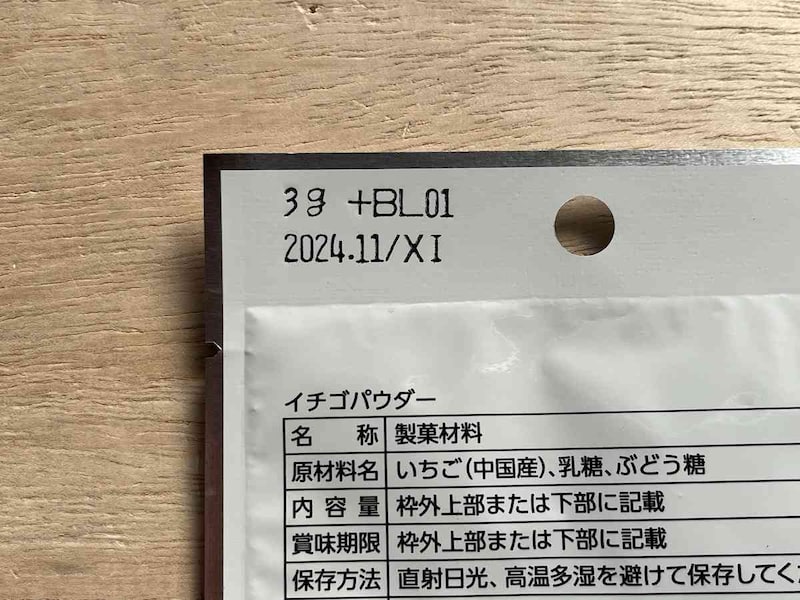 3g +BL01
2024.11/XI
イチゴパウダー
名 称 製菓材料
原材料名 いちご(中国産)、乳糖、ぶどう糖
内容量 枠外上部または下部に記載
賞味期限 枠外上部または下部に記載
保存方法 直射日光、高温多湿を避けて保存してく